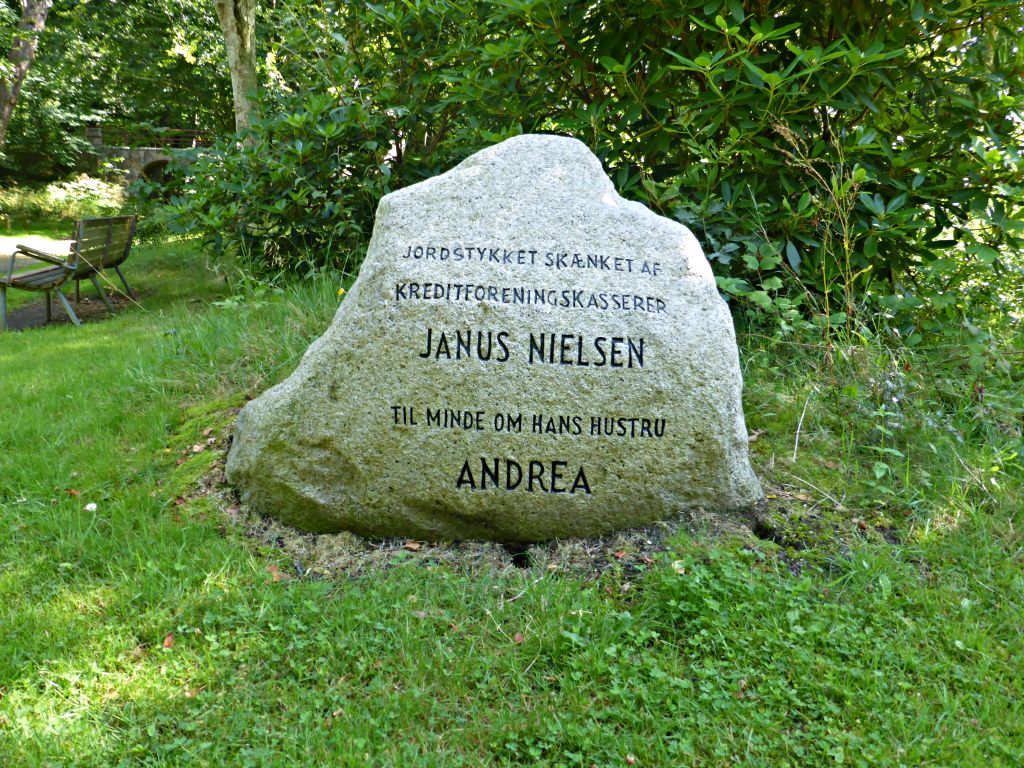 JORDSTYKKET SKÆNKET AF
KREDITFORENINGSKASSERER
JANUS NIELSEN
TIL MINDE OM HANS HUSTRU
ANDREA